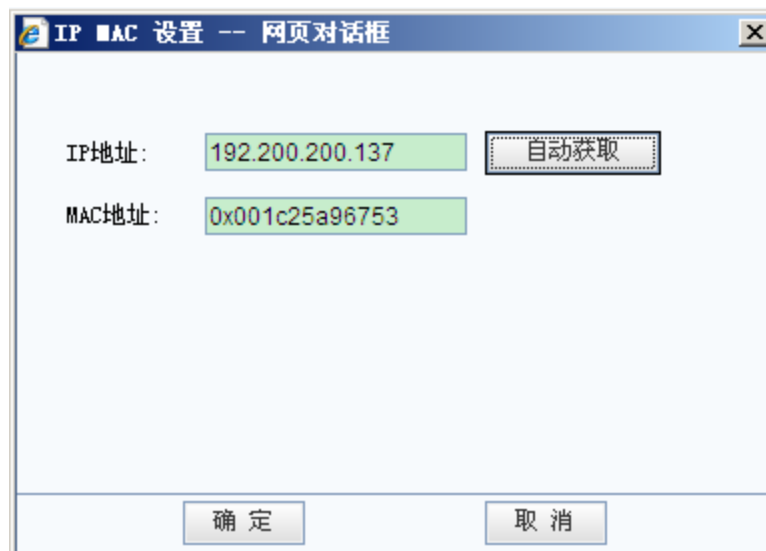 IP MAC 设置 -- 网页对话框
IP地址: 192.200.200.137 自动获取
MAC地址: 0x001c25a96753
确 定 取 消